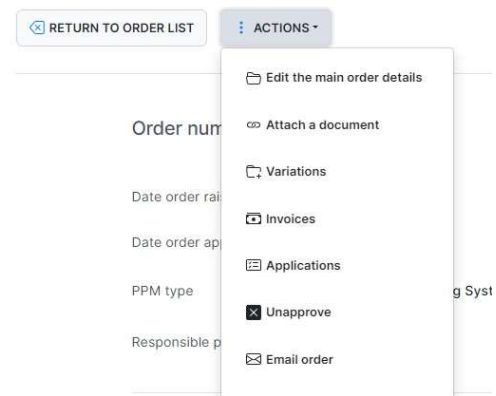 RETURN TO ORDER LIST
ACTIONS
Edit the main order details
Order num
Attach a document
Variations
Date order rai
Invoices
Date order ap
Applications
PPM type
g Syst
Unapprove
Responsible p
Email order